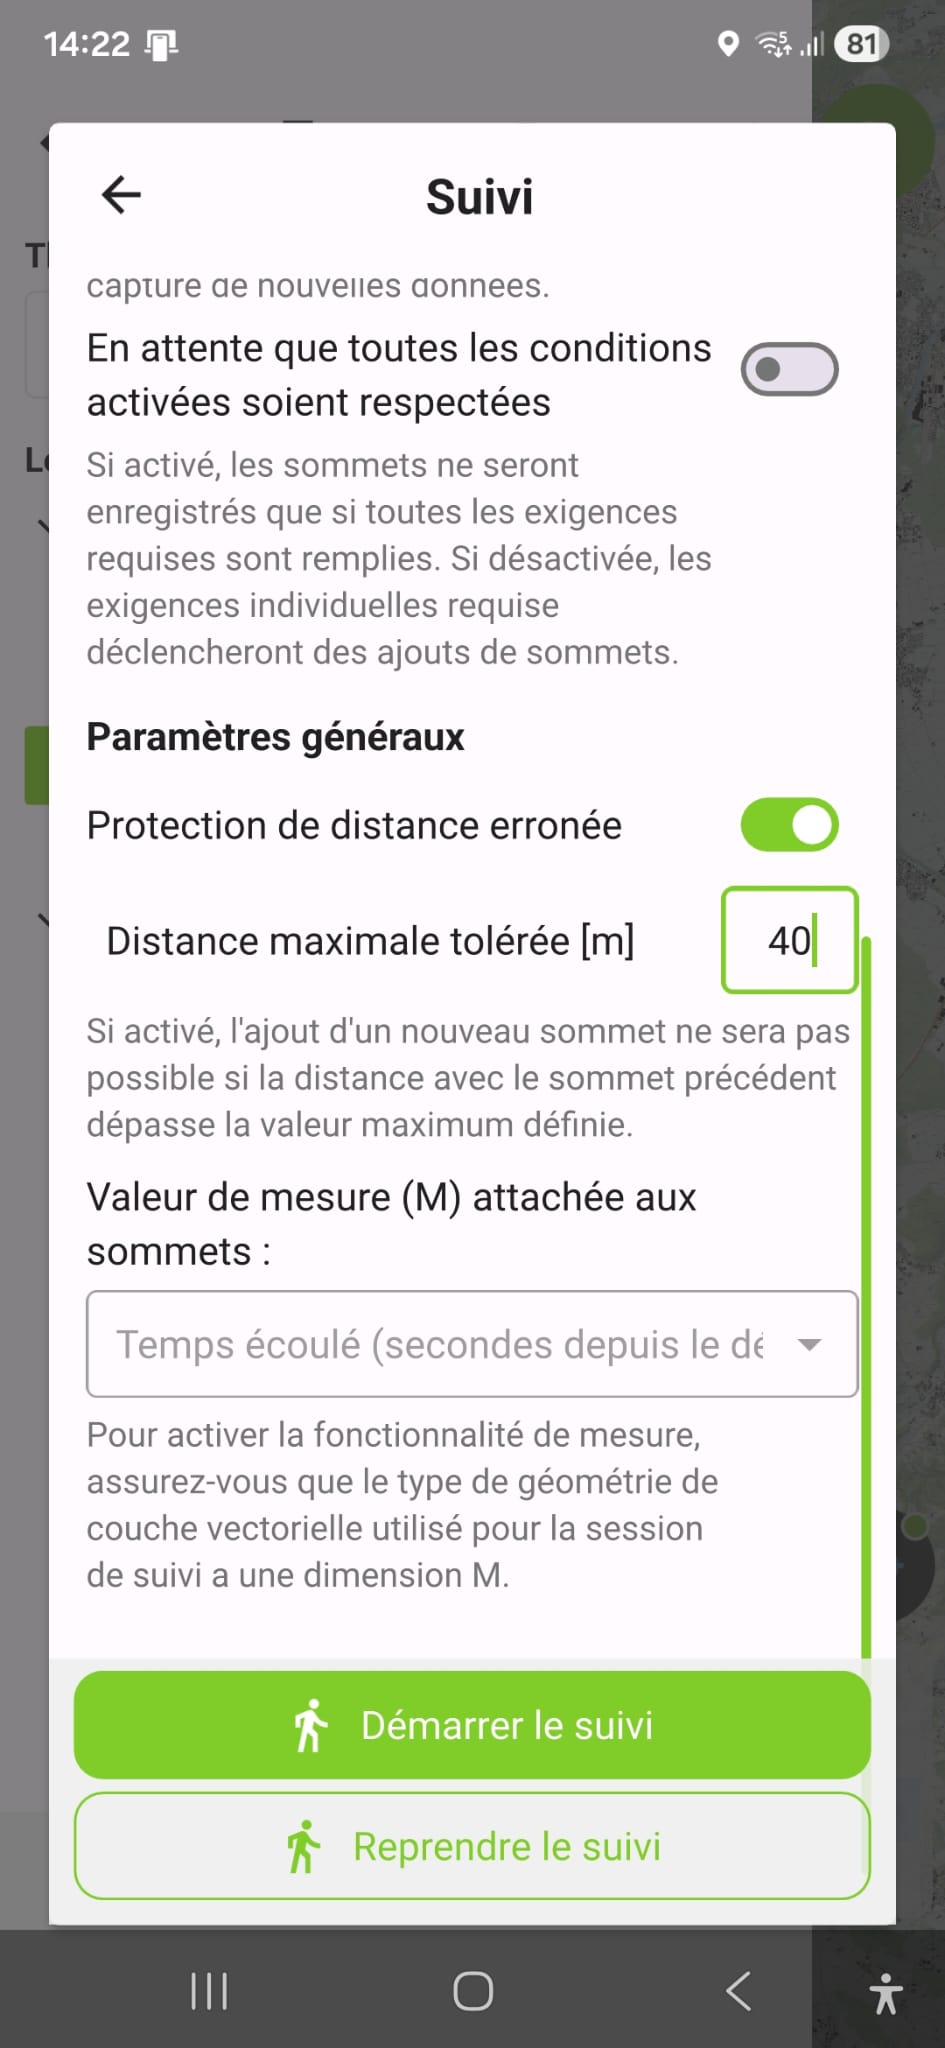 14:22
5
81
Suivi
capture de nouvelles données.
En attente que toutes les conditions
activées soient respectées
Si activé, les sommets ne seront
enregistrés que si toutes les exigences
requises sont remplies. Si désactivée, les
exigences individuelles requise
déclencheront des ajouts de sommets.
Paramètres généraux
Protection de distance erronée
Distance maximale tolérée [m]
40
Si activé, l'ajout d'un nouveau sommet ne sera pas
possible si la distance avec le sommet précédent
dépasse la valeur maximum définie.
Valeur de mesure (M) attachée aux
sommets :
Temps écoulé (secondes depuis le dé
Pour activer la fonctionnalité de mesure,
assurez-vous que le type de géométrie de
couche vectorielle utilisé pour la session
de suivi a une dimension M.
Démarrer le suivi
Reprendre le suivi